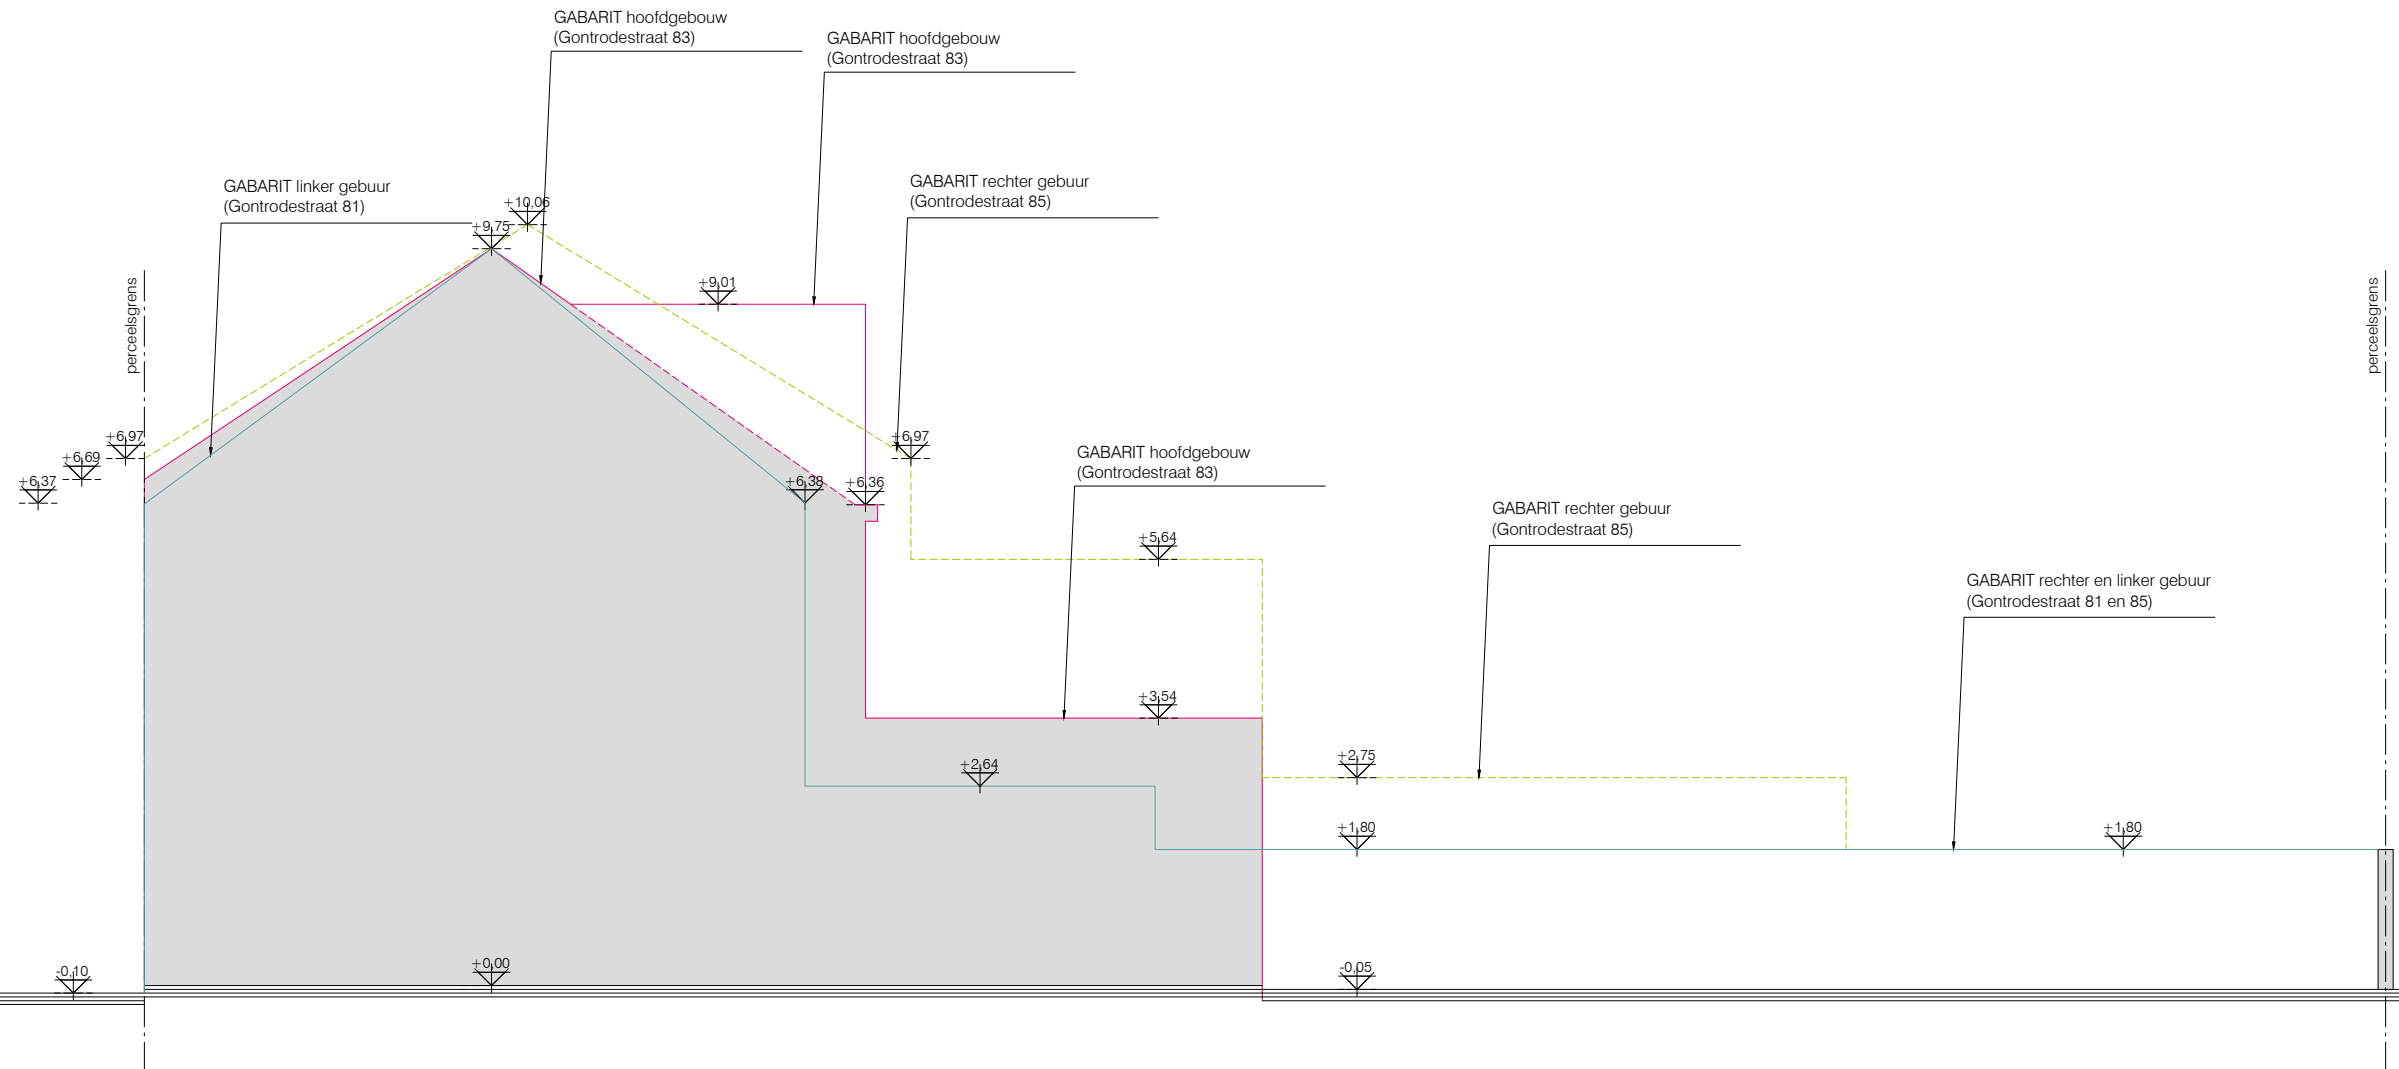 GABARIT hoofdgebouw
(Gontrodestraat 83)
GABARIT hoofdgebouw
(Gontrodestraat 83)
GABARIT linker gebuur
(Gontrodestraat 81)
GABARIT rechter gebuur
(Gontrodestraat 85)
+10,06
+9,75
+9,01
perceelsgrens
perceelsgrens
+6,97
+6,69
+6,37
+6,38
+6,36
+6,97
GABARIT hoofdgebouw
(Gontrodestraat 83)
GABARIT rechter gebuur
(Gontrodestraat 85)
+5,64
GABARIT rechter en linker gebuur
(Gontrodestraat 81 en 85)
+3,54
+2,64
+2,75
+1,80
+1,80
-0,10
+0,00
-0,05